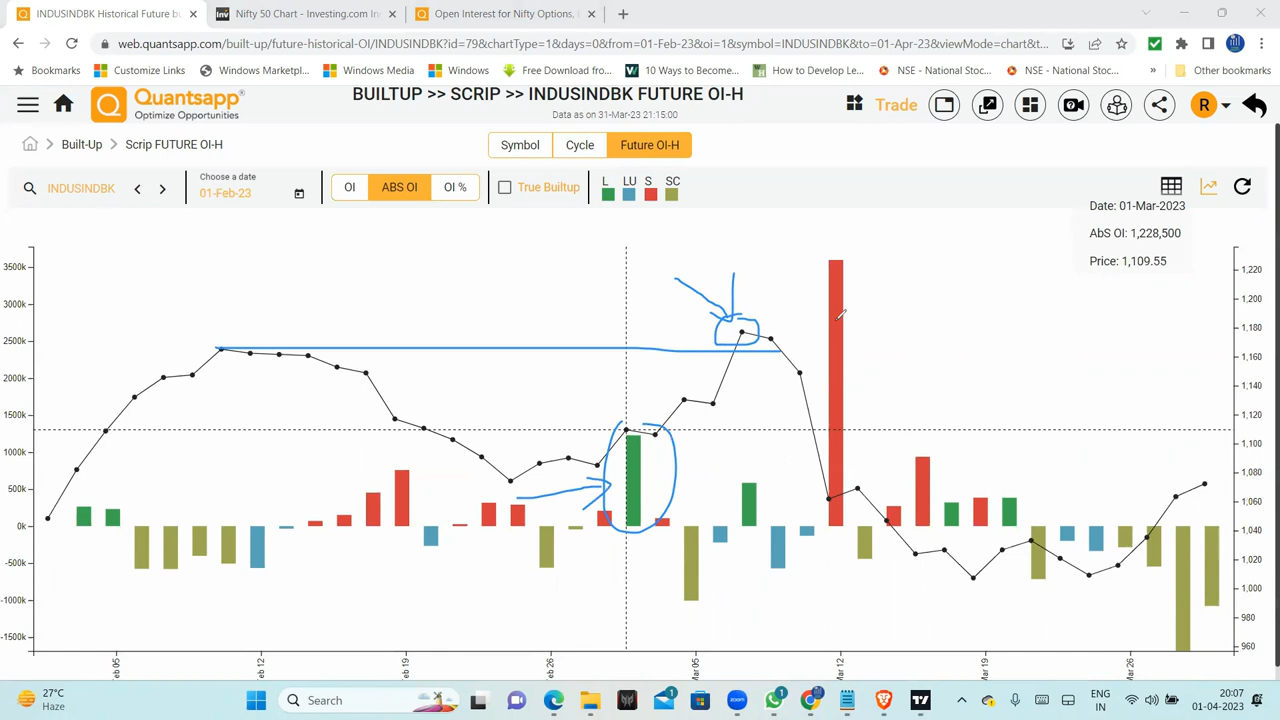 INDUSINDBK Historical Future bu
Nifty 50 Chart - Investing.com In
Open Interest for Nifty Options,
web.quantsapp.com/built-up/future-historical-OI/INDUSINDBK?BL=79&chartType=1&days=0&from=01-Feb-23&oi=1&symbol=INDUSINDBK&to=01-Apr-23&viewMode=chart&t...
Bookmarks
Customize Links
Windows Marketpl...
Windows Media
Windows
Free Download from...
10 Ways to Become...
How to Develop Le...
NSE - National Stoc...
NSE - National Stoc...
»
Other bookmarks
Quantsapp
Optimize Opportunities
BUILTUP >> SCRIP >> INDUSINDBK FUTURE OI-H
Data as on 31-Mar-23 21:15:00
Trade
R
Built-Up
Scrip FUTURE OI-H
Symbol
Cycle
Future OI-H
INDUSINDBK
Choose a date
01-Feb-23
OI
ABS OI
OI %
True Builtup
L LU S SC
Date: 01-Mar-2023
AbS OI: 1,228,500
Price: 1,109.55
3500k
3000k
2500k
2000k
1500k
1000k
500k
0k
-500k
-1000k
-1500k
1,220
1,200
1,180
1,160
1,140
1,120
1,100
1,080
1,060
1,040
1,020
1,000
980
960
eb 05
eb 12
eb 19
eb 26
Mar 05
Mar 12
Mar 19
Mar 26
27°C
Haze
Search
1
1
ENG
IN
20:07
01-04-2023